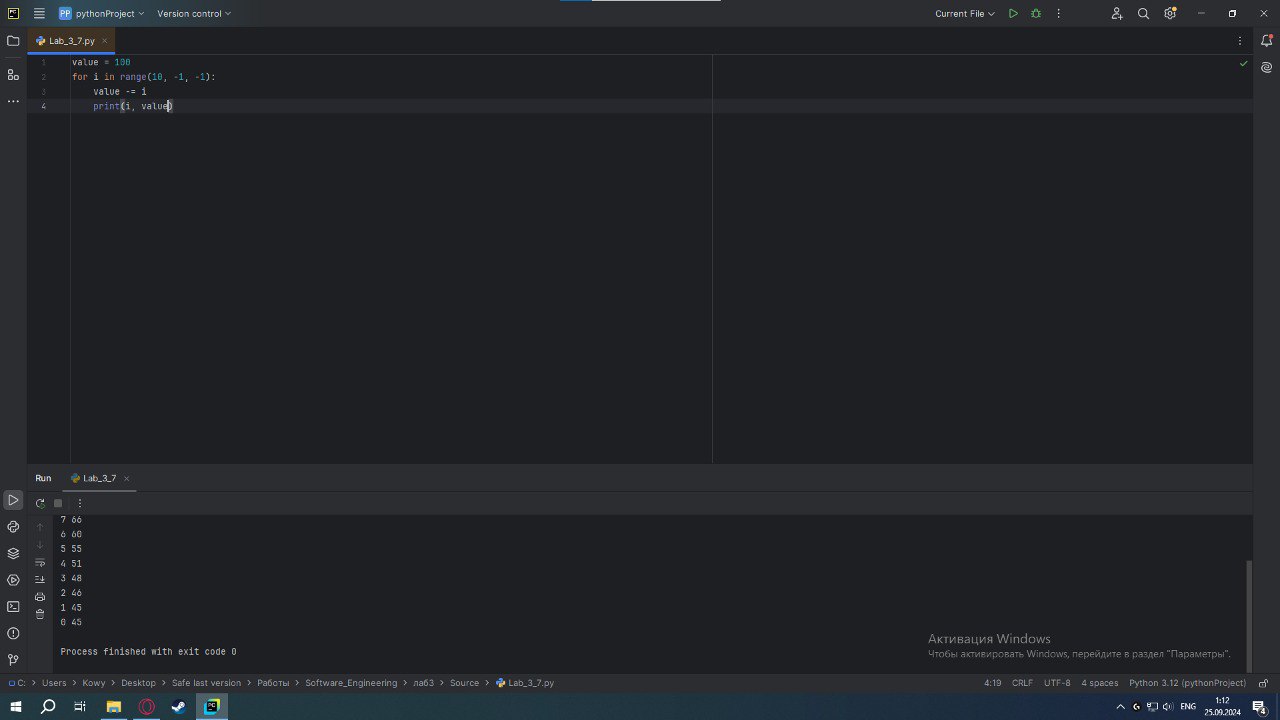 PC PP pythonProject Version control Current File
Lab_3_7.py
1 value = 100
2 for i in range(10, -1, -1):
3 value -= i
4 print(i, value)
Run Lab_3_7
7 66
6 60
5 55
4 51
3 48
2 46
1 45
0 45
Process finished with exit code 0
Активация Windows
Чтобы активировать Windows, перейдите в раздел "Параметры".
C: Users Kowy Desktop Safe last version Работы Software_Engineering лаб3 Source Lab_3_7.py 4:19 CRLF UTF-8 4 spaces Python 3.12 (pythonProject)
PC ENG 1:12
25.09.2024